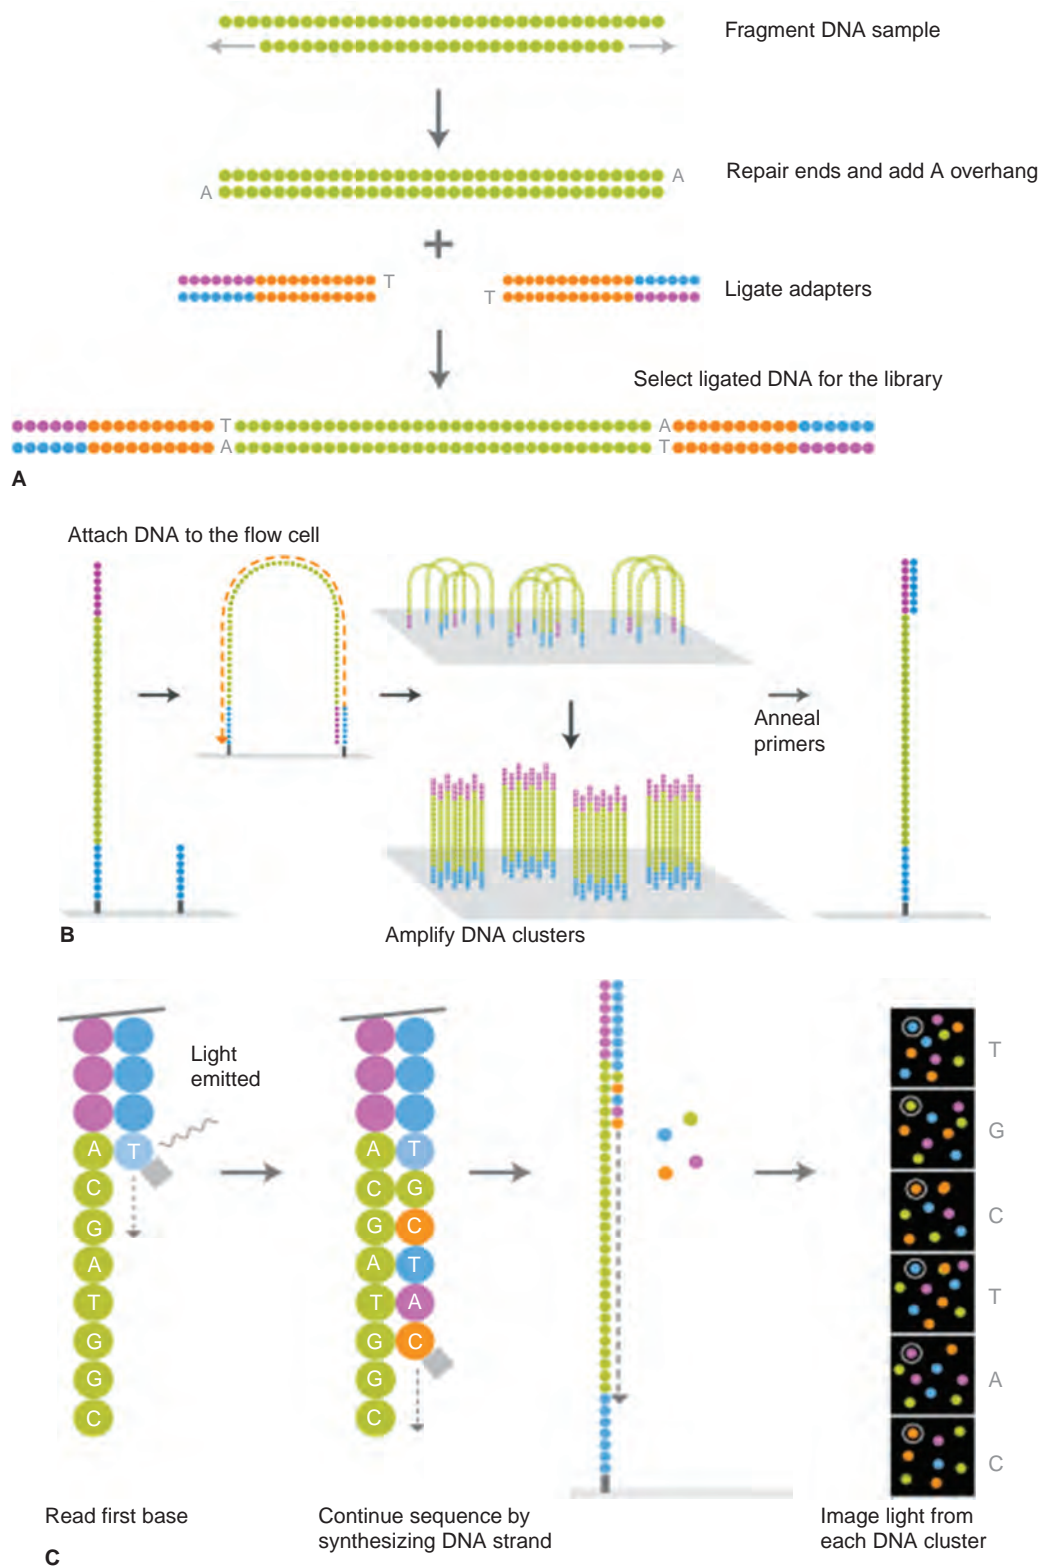 Fragment DNA sample
A
A
Repair ends and add A overhang
T
T
Ligate adapters
Select ligated DNA for the library
T
A
A
T
A
Attach DNA to the flow cell
Anneal
primers
B
Amplify DNA clusters
Light
emitted
A T
C
G
A
T
G
G
C
A T
C G
G C
A T
T A
G C
G
C
T
G
C
T
A
C
Read first base
Continue sequence by
synthesizing DNA strand
Image light from
each DNA cluster
C